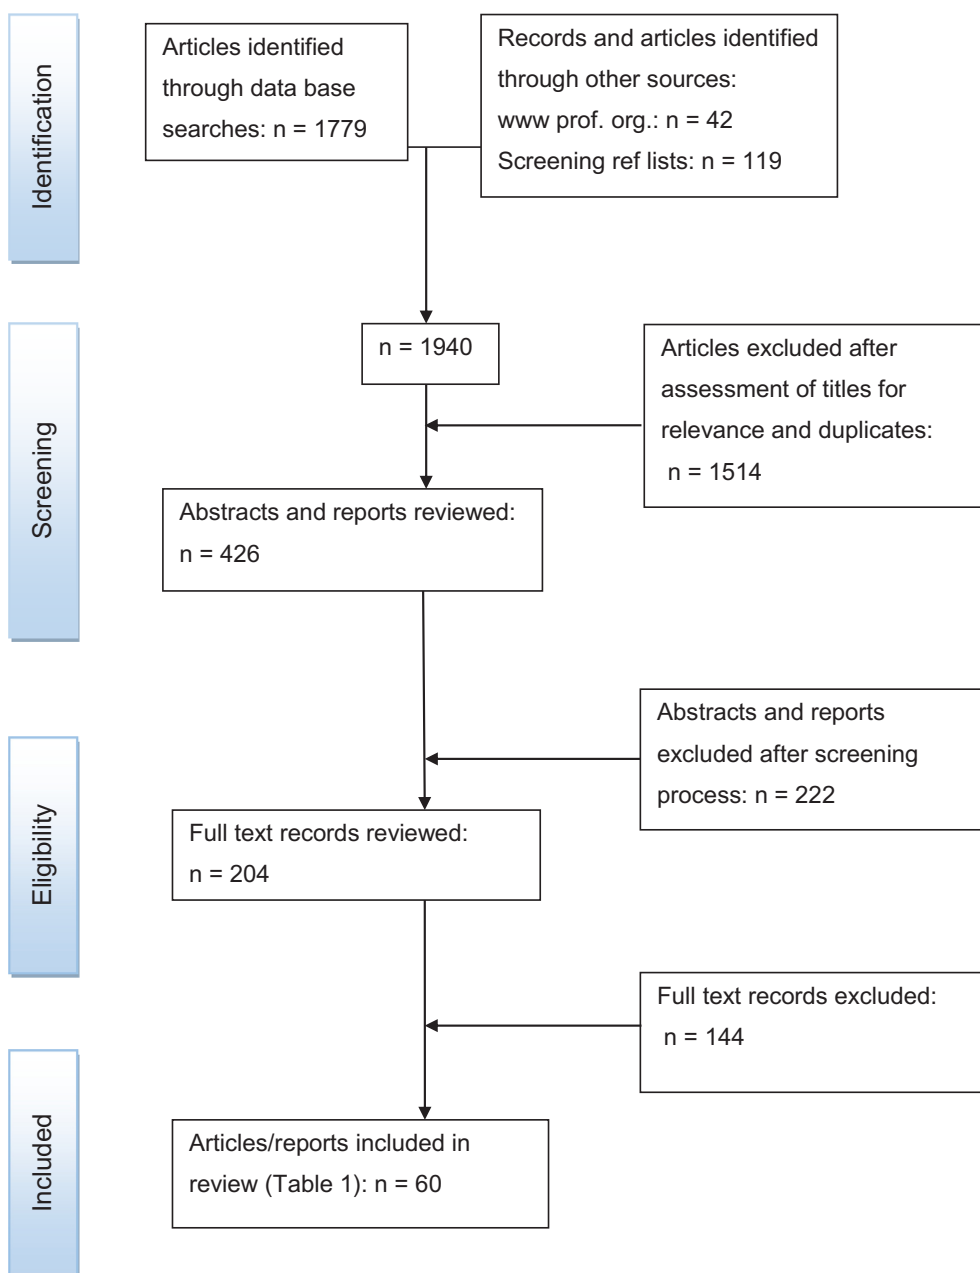 Identification
Articles identified
through data base
searches: n = 1779
Records and articles identified
through other sources:
www prof. org.: n = 42
Screening ref lists: n = 119
Screening
n = 1940
Articles excluded after
assessment of titles for
relevance and duplicates:
n = 1514
Abstracts and reports reviewed:
n = 426
Abstracts and reports
excluded after screening
process: n = 222
Eligibility
Full text records reviewed:
n = 204
Full text records excluded:
n = 144
Included
Articles/reports included in
review (Table 1): n = 60